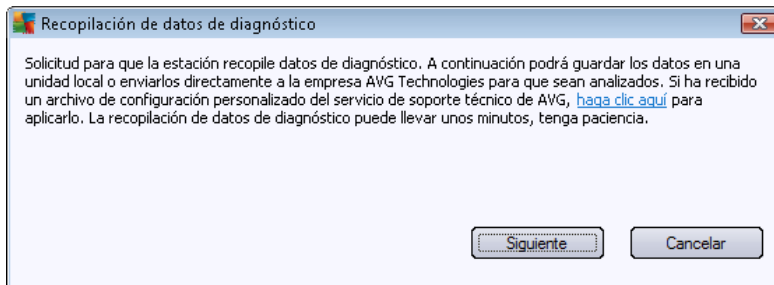 Recopilación de datos de diagnóstico
Solicitud para que la estación recopile datos de diagnóstico. A continuación podrá guardar los datos en una
unidad local o enviarlos directamente a la empresa AVG Technologies para que sean analizados. Si ha recibido
un archivo de configuración personalizado del servicio de soporte técnico de AVG, haga clic aquí para
aplicarlo. La recopilación de datos de diagnóstico puede llevar unos minutos, tenga paciencia.
Siguiente Cancelar